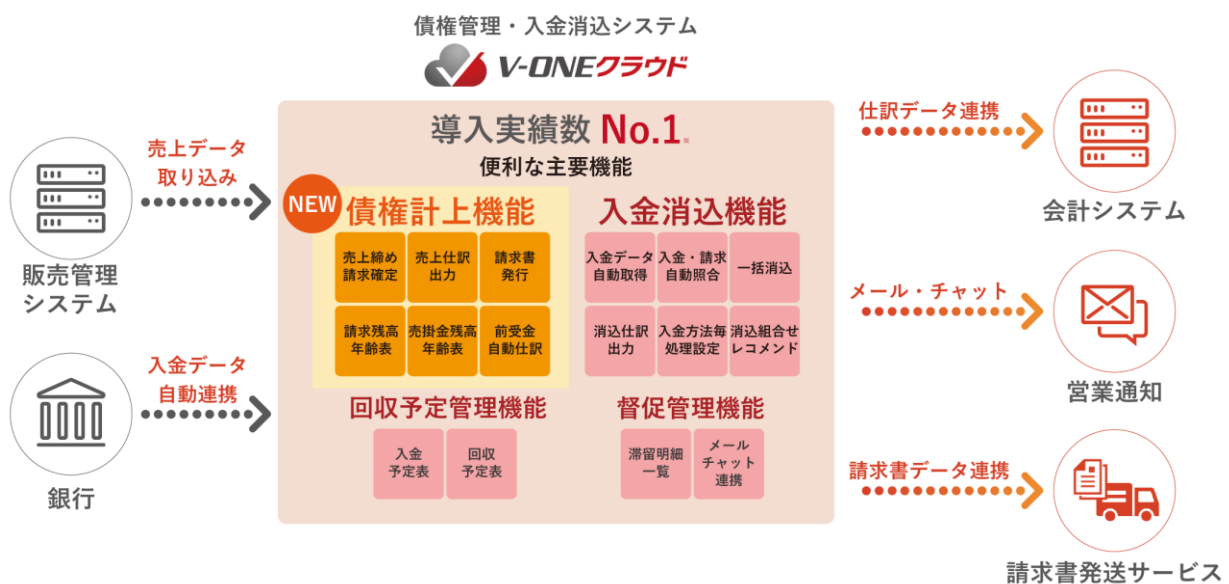 債権管理・入金消込システム
V-ONEクラウド
導入実績数 No.1※
便利な主要機能
売上データ
取り込み
販売管理
システム
入金データ
自動連携
銀行
NEW
債権計上機能
売上締め
請求確定
売上仕訳
出力
請求書
発行
請求残高
年齢表
売掛金残高
年齢表
前受金
自動仕訳
入金消込機能
入金データ
自動取得
入金・請求
自動照合
一括消込
消込仕訳
出力
入金方法毎
処理設定
消込組合せ
レコメンド
回収予定管理機能
入金
予定表
回収
予定表
督促管理機能
滞留明細
一覧
メール
チャット
連携
仕訳データ連携
会計システム
メール・チャット
営業通知
請求書データ連携
請求書発送サービス